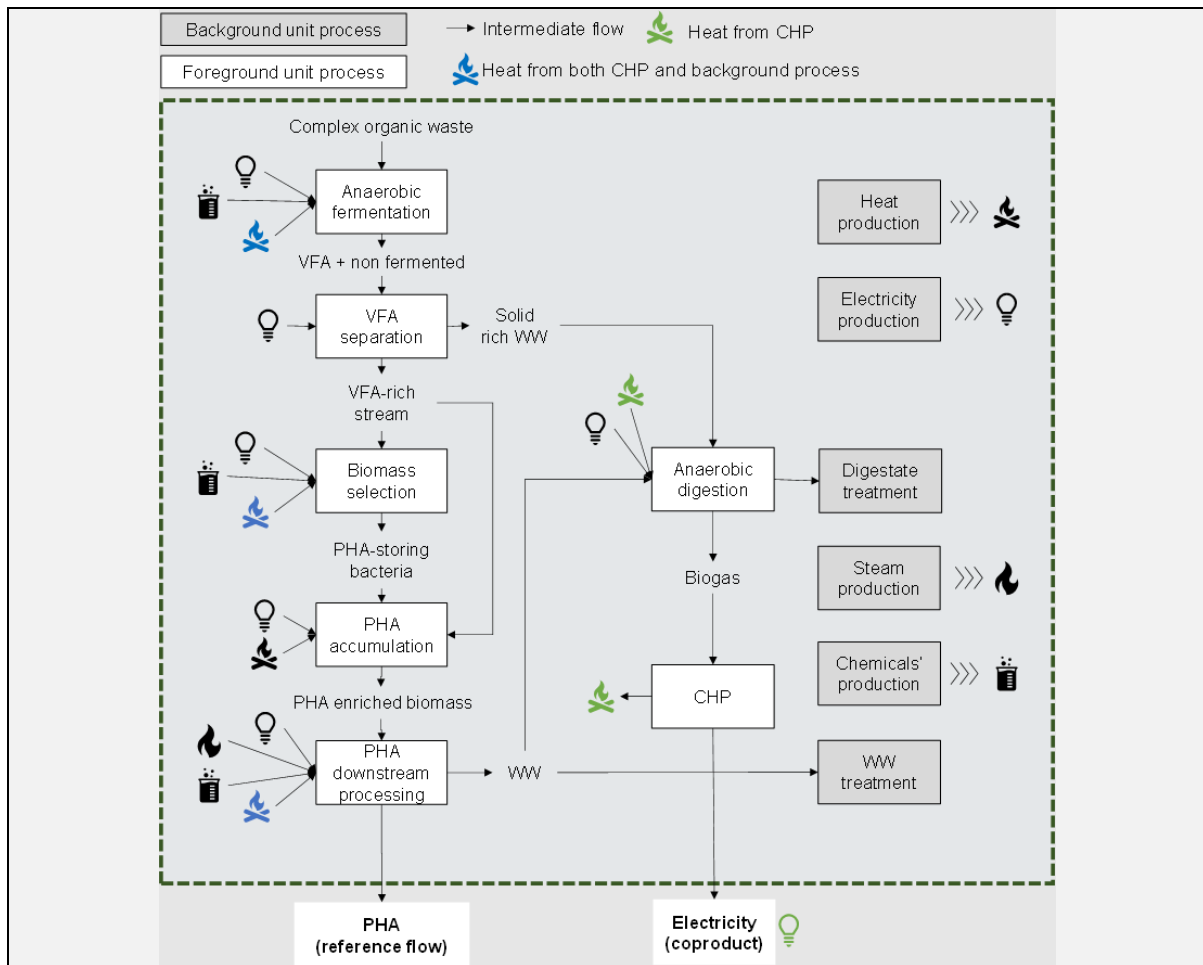 Background unit process
Intermediate flow
Heat from CHP
Foreground unit process
Heat from both CHP and background process
Complex organic waste
Anaerobic
fermentation
Heat
production
VFA + non fermented
Electricity
production
VFA
separation
Solid
rich WW
VFA-rich
stream
Biomass
selection
Anaerobic
digestion
Digestate
treatment
PHA-storing
bacteria
Biogas
Steam
production
PHA
accumulation
Chemicals'
production
CHP
PHA enriched biomass
PHA
downstream
processing
WW
WW
treatment
PHA
(reference flow)
Electricity
(coproduct)